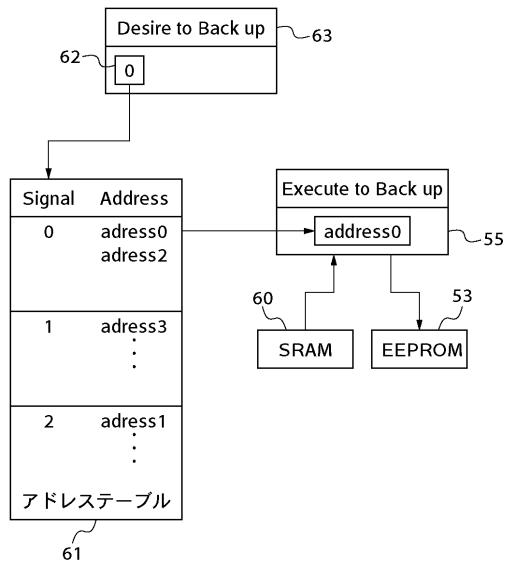 Desire to Back up
63
62
0
Signal Address
0 adress0
adress2
1 adress3
2 adress1
アドレステーブル
61
Execute to Back up
address0
55
60
53
SRAM
EEPROM